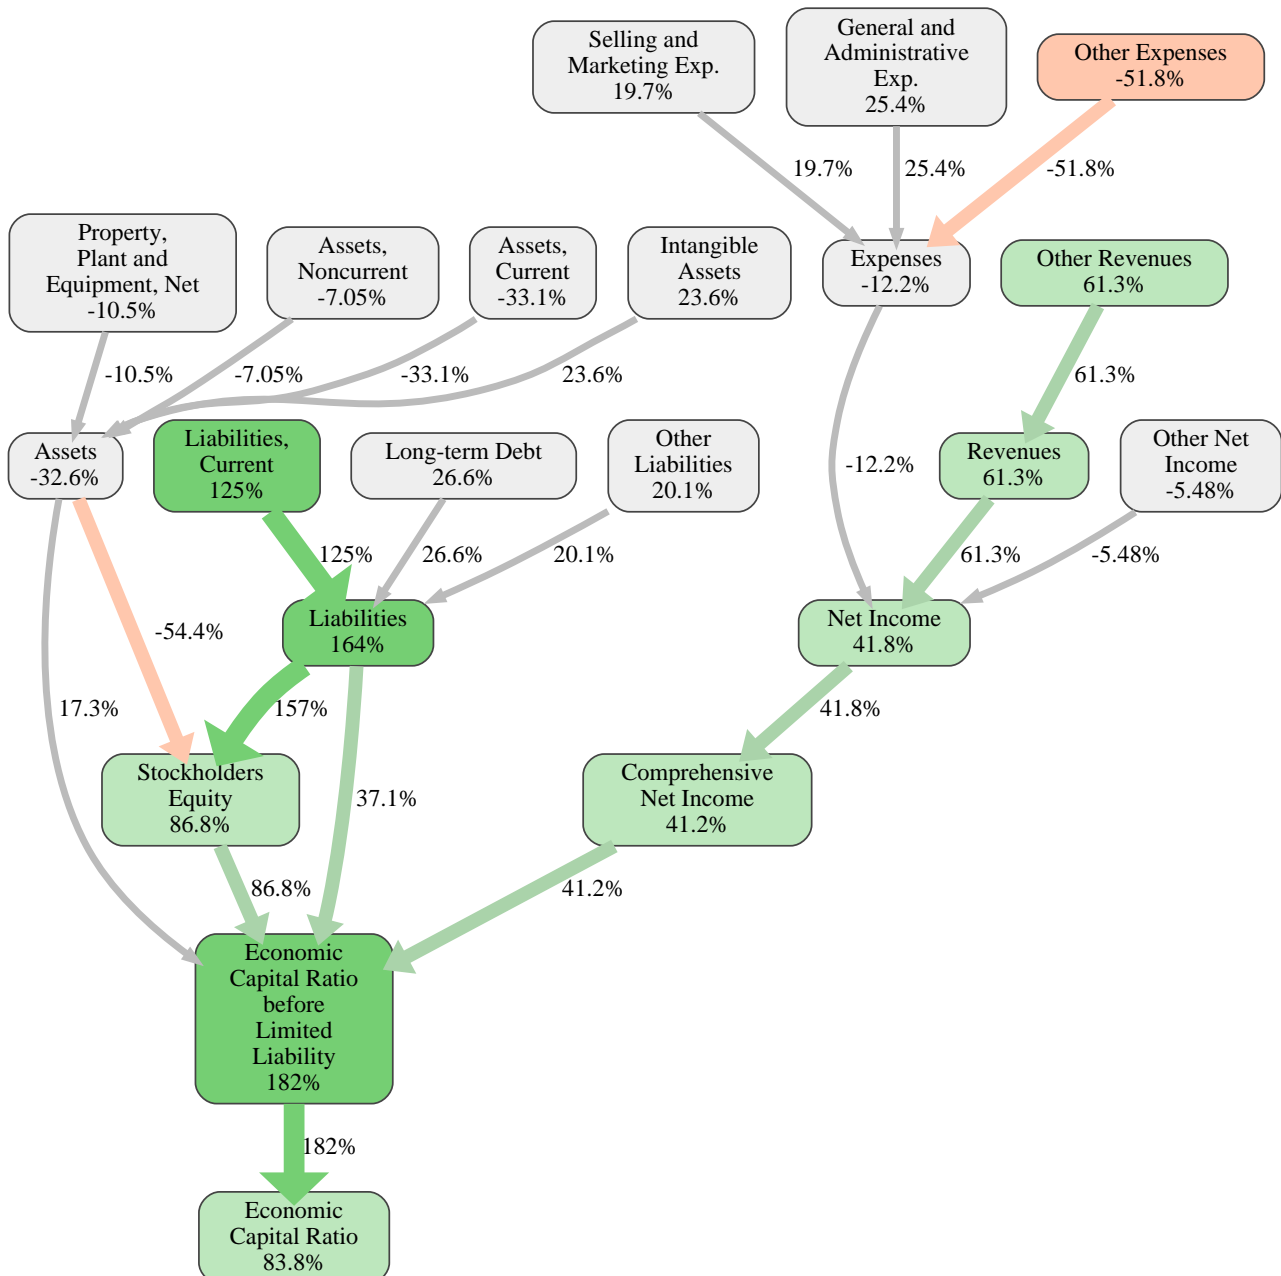 Selling and
Marketing Exp.
19.7%
General and
Administrative
Exp.
25.4%
Other Expenses
-51.8%
19.7%
25.4%
-51.8%
Property,
Plant and
Equipment, Net
-10.5%
Assets,
Noncurrent
-7.05%
Assets,
Current
-33.1%
Intangible
Assets
23.6%
Expenses
-12.2%
Other Revenues
61.3%
-10.5%
-7.05%
-33.1%
23.6%
61.3%
Assets
-32.6%
Liabilities,
Current
125%
Long-term Debt
26.6%
Other
Liabilities
20.1%
-12.2%
Revenues
61.3%
Other Net
Income
-5.48%
125%
26.6%
20.1%
61.3%
-5.48%
-54.4%
Liabilities
164%
Net Income
41.8%
17.3%
157%
41.8%
Stockholders
Equity
86.8%
37.1%
Comprehensive
Net Income
41.2%
86.8%
41.2%
Economic
Capital Ratio
before
Limited
Liability
182%
182%
Economic
Capital Ratio
83.8%